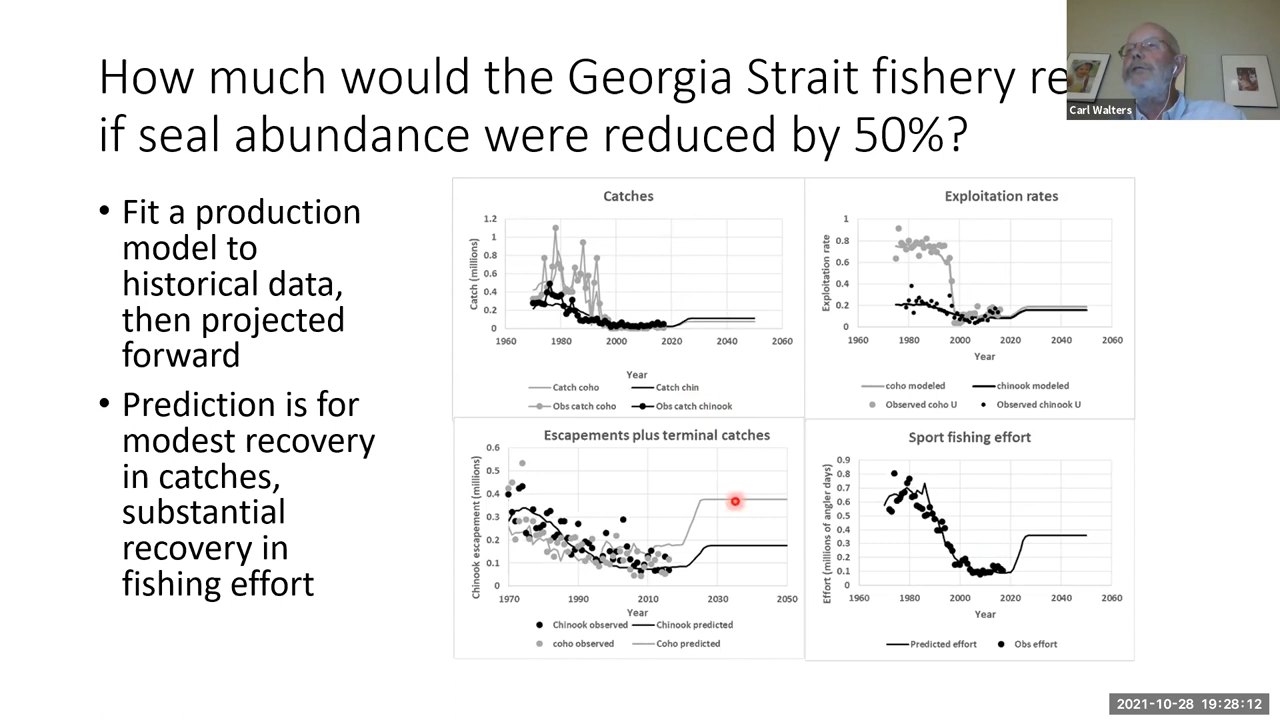 How much would the Georgia Strait fishery re
if seal abundance were reduced by 50%?
Carl Walters
• Fit a production
model to
historical data,
then projected
forward
• Prediction is for
modest recovery
in catches,
substantial
recovery in
fishing effort
Catches
Catch (millions)
1.2
1
0.8
0.6
0.4
0.2
0
1960 1980 2000 2020 2040 2060
Year
Catch coho Catch chin
Obs catch coho Obs catch chinook
Exploitation rates
Exploitation rate
1
0.8
0.6
0.4
0.2
0
1960 1980 2000 2020 2040 2060
Year
coho modeled chinook modeled
Observed coho U Observed chinook U
Escapements plus terminal catches
Chinook escapement (millions)
0.6
0.5
0.4
0.3
0.2
0.1
0
1970 1990 2010 2030 2050
Year
Chinook observed Chinook predicted
coho observed Coho predicted
Sport fishing effort
Effort (millions of angler days)
0.9
0.8
0.7
0.6
0.5
0.4
0.3
0.2
0.1
0
1960 1980 2000 2020 2040 2060
Year
Predicted effort Obs effort
2021-10-28 19:28:12